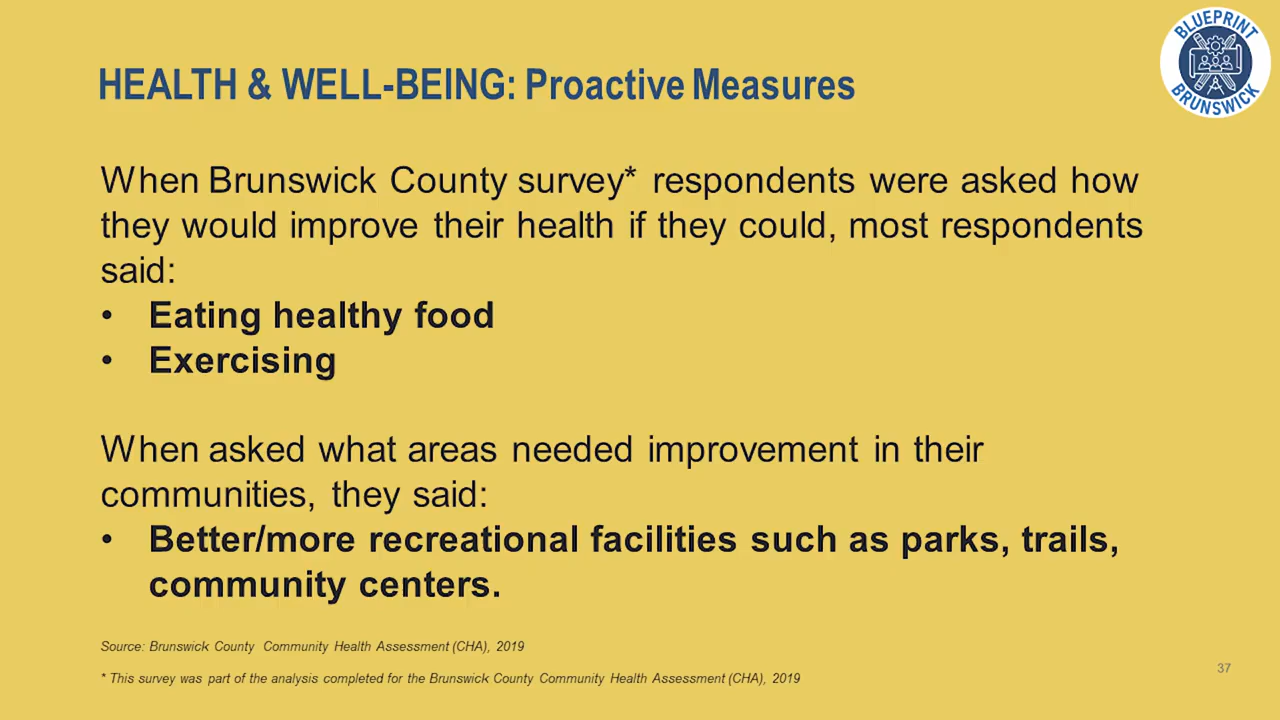 BLUEPRINT
BRUNSWICK
HEALTH & WELL-BEING: Proactive Measures
When Brunswick County survey* respondents were asked how
they would improve their health if they could, most respondents
said:
• Eating healthy food
• Exercising
When asked what areas needed improvement in their
communities, they said:
• Better/more recreational facilities such as parks, trails,
community centers.
Source: Brunswick County Community Health Assessment (CHA), 2019
* This survey was part of the analysis completed for the Brunswick County Community Health Assessment (CHA), 2019
37